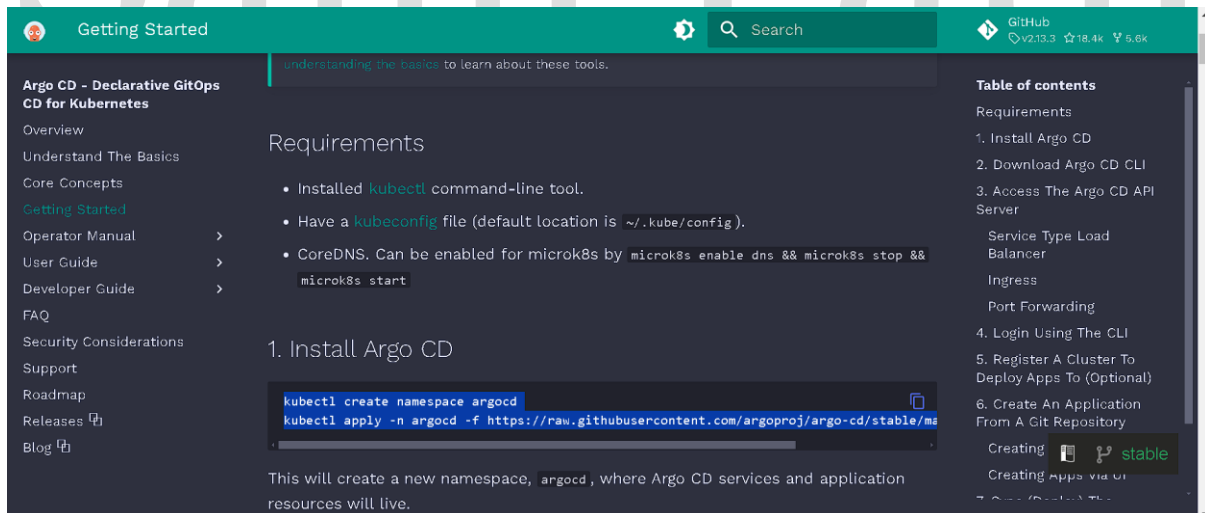 Getting Started
Search
GitHub
v2.13.3 18.4k 5.6k
Argo CD - Declarative GitOps
CD for Kubernetes
Overview
Understand The Basics
Core Concepts
Getting Started
Operator Manual
User Guide
Developer Guide
FAQ
Security Considerations
Support
Roadmap
Releases
Blog
understanding the basics to learn about these tools.
Requirements
• Installed kubectl command-line tool.
• Have a kubeconfig file (default location is ~/.kube/config).
• CoreDNS. Can be enabled for microk8s by microk8s enable dns && microk8s stop &&
microk8s start
1. Install Argo CD
kubectl create namespace argocd
kubectl apply -n argocd -f https://raw.githubusercontent.com/argoproj/argo-cd/stable/ma
This will create a new namespace, argocd, where Argo CD services and application
resources will live.
Table of contents
Requirements
1. Install Argo CD
2. Download Argo CD CLI
3. Access The Argo CD API
Server
Service Type Load
Balancer
Ingress
Port Forwarding
4. Login Using The CLI
5. Register A Cluster To
Deploy Apps To (Optional)
6. Create An Application
From A Git Repository
Creating
stable
Creating Apps Via UI